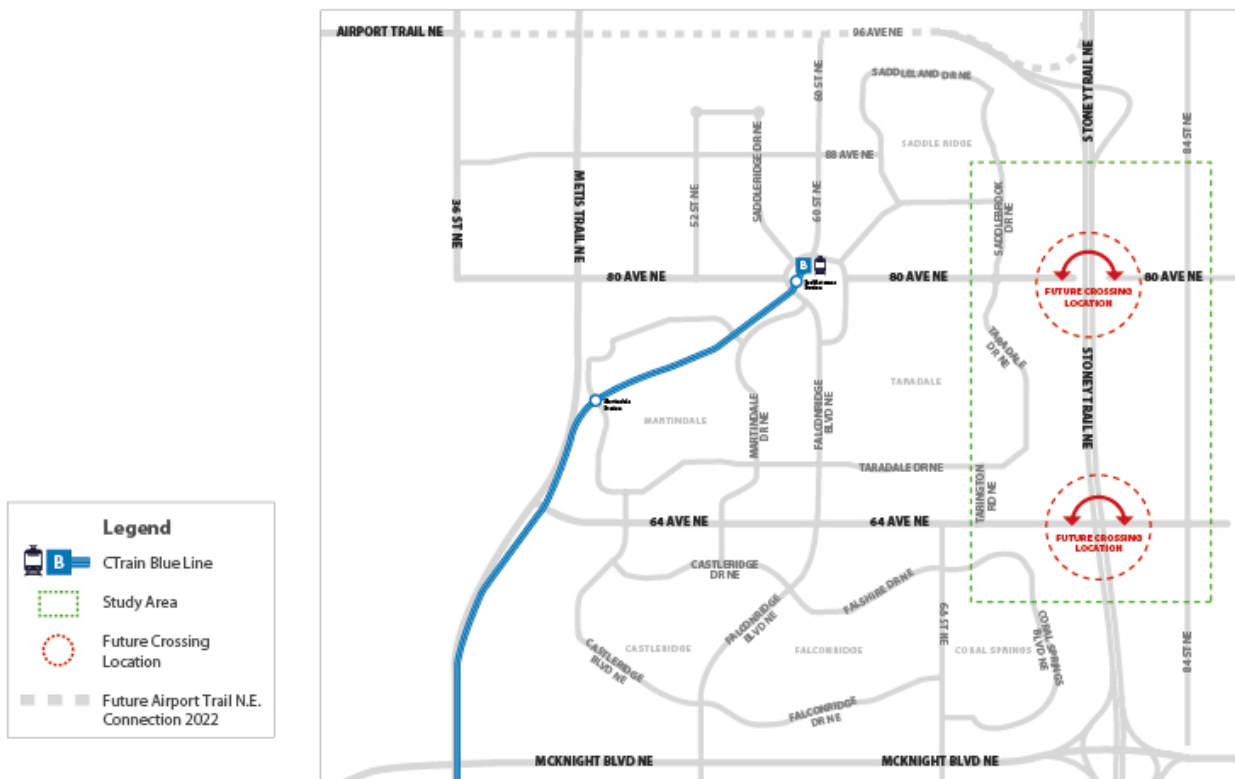 AIRPORT TRAIL NE
96 AVE NE
SADDLELAND DR NE
60 ST NE
STONEY TRAIL NE
84 ST NE
SADDLERIDGE DR NE
SADDLE RIDGE
88 AVE NE
METIS TRAIL NE
36 ST NE
52 ST NE
60 ST NE
SADDLEBROOK
DR NE
B
80 AVE NE
80 AVE NE
80 AVE NE
FUTURE CROSSING
LOCATION
Station
TARADALE
DR NE
STONEY TRAIL NE
TARADALE
Martindale
Station
MARTINDALE
MARTINDALE
DR NE
FALCONRIDGE
BLVD NE
TARADALE DR NE
TARINGTON
RD NE
64 AVE NE
64 AVE NE
FUTURE CROSSING
LOCATION
CASTLERIDGE
DR NE
FALSHIRE DR NE
FALCONRIDGE
BLVD NE
68 ST NE
CORAL SPRINGS
BLVD NE
84 ST NE
CASTLERIDGE
BLVD NE
CASTLERIDGE
FALCONRIDGE
CORAL SPRINGS
FALCONRIDGE
DR NE
MCKNIGHT BLVD NE
MCKNIGHT BLVD NE
Legend
B
CTrain Blue Line
Study Area
Future Crossing
Location
Future Airport Trail N.E.
Connection 2022